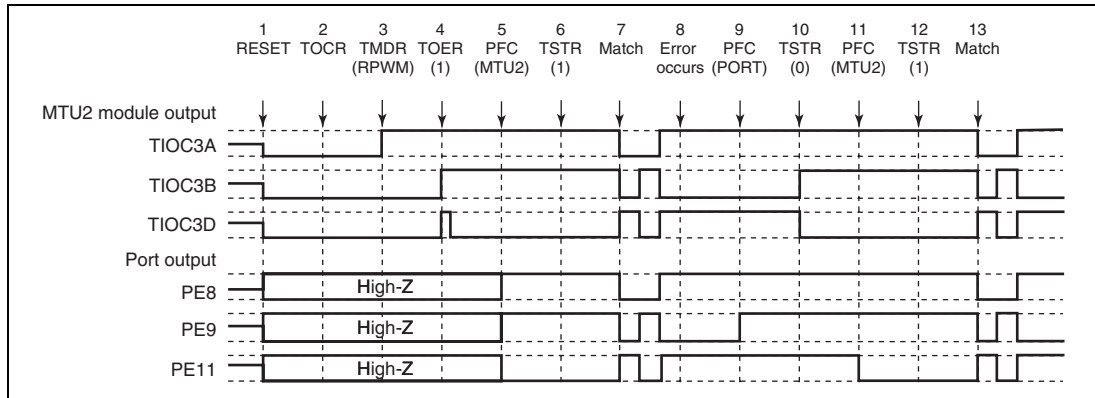 1 2 3 4 5 6 7 8 9 10 11 12 13
RESET TOCR TMDR TOER PFC TSTR Match Error PFC TSTR PFC TSTR Match
(RPWM) (1) (MTU2) (1) occurs (PORT) (0) (MTU2) (1)
MTU2 module output
TIOC3A
TIOC3B
TIOC3D
Port output
PE8 High-Z
PE9 High-Z
PE11 High-Z